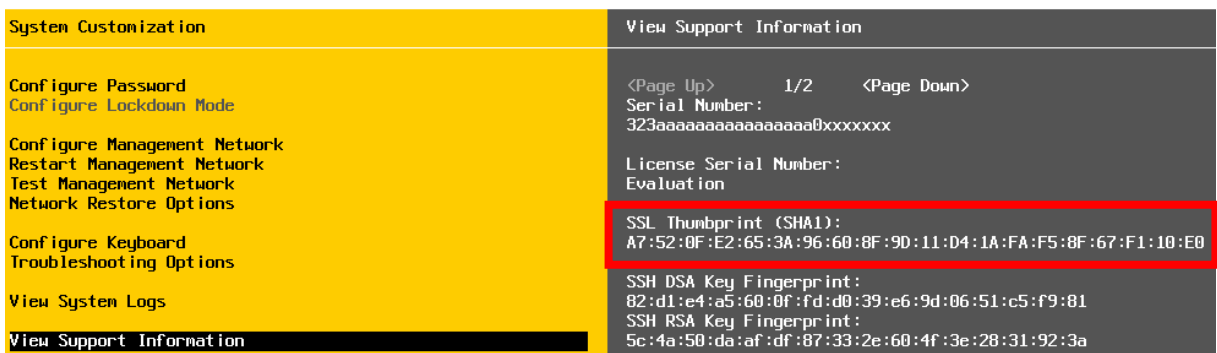 System Customization
Configure Password
Configure Lockdown Mode
Configure Management Network
Restart Management Network
Test Management Network
Network Restore Options
Configure Keyboard
Troubleshooting Options
View System Logs
View Support Information
View Support Information
<Page Up> 1/2 <Page Down>
Serial Number:
323aaaaaaaaaaaaaaaa0xxxxxxx
License Serial Number:
Evaluation
SSL Thumbprint (SHA1):
A7:52:0F:E2:65:3A:96:60:8F:9D:11:D4:1A:FA:F5:8F:67:F1:10:E0
SSH DSA Key Fingerprint:
82:d1:e4:a5:60:0f:fd:d0:39:e6:9d:06:51:c5:f9:81
SSH RSA Key Fingerprint:
5c:4a:50:da:af:df:87:33:2e:60:4f:3e:28:31:92:3a